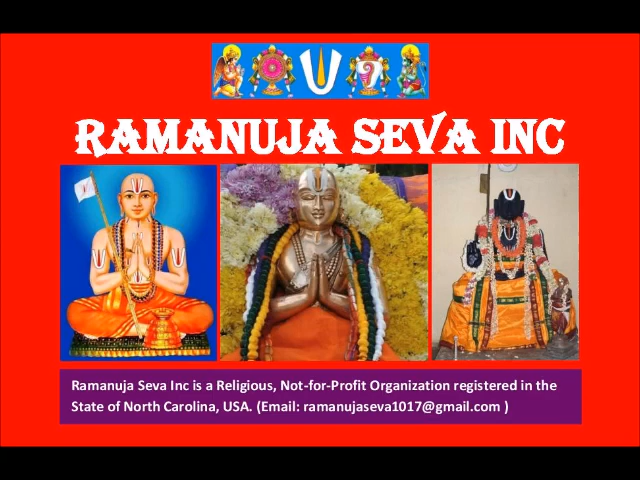 RAMANUJA SEVA INC
Ramanuja Seva Inc is a Religious, Not-for-Profit Organization registered in the
State of North Carolina, USA. (Email: ramanujaseva1017@gmail.com )